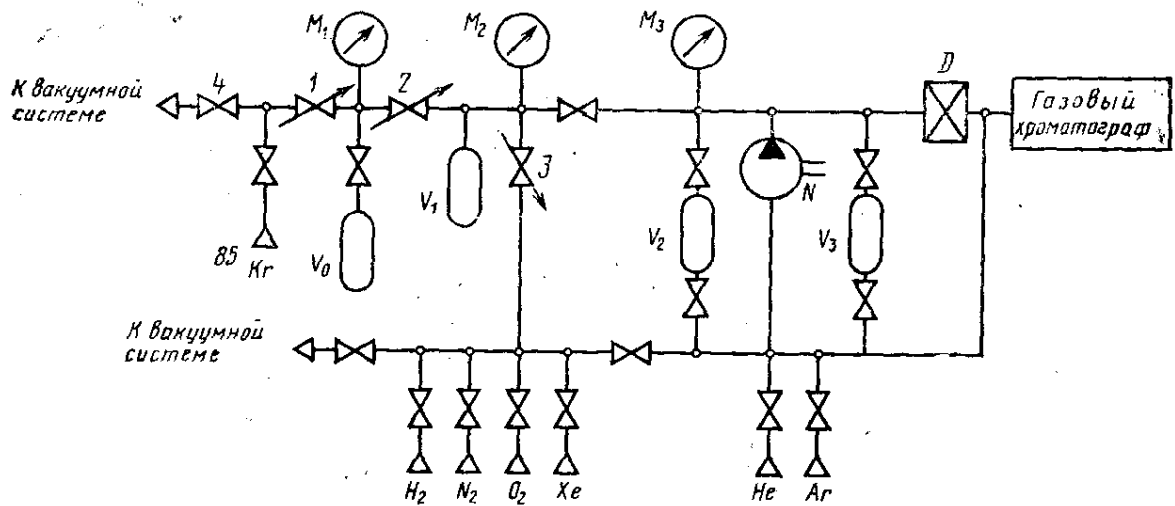 M₁
M₂
M₃
D
К вакуумной
системе
4
1
2
Газовый
хроматограф
3
N
V₁
V₂
V₃
85
Kr
V₀
К вакуумной
системе
H₂
N₂
O₂
Xe
He
Ar